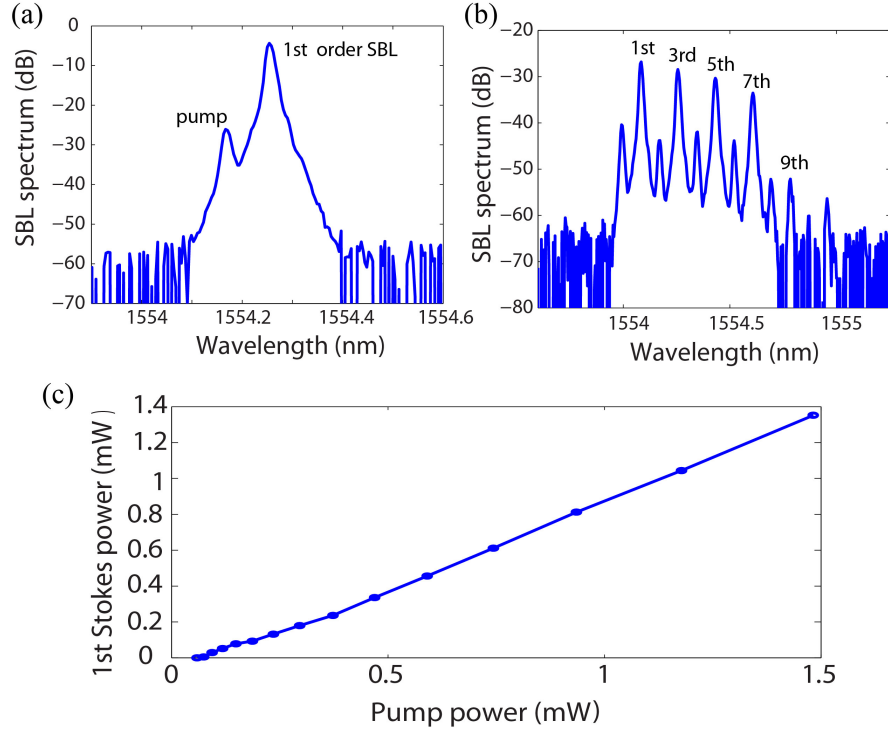 (a)
0
−10
−20
−30
−40
−50
−60
−70
SBL spectrum (dB)
pump
1st order SBL
1554
1554.2
1554.4
1554.6
Wavelength (nm)
(b)
−20
−30
−40
−50
−60
−70
−80
SBL spectrum (dB)
1st
3rd
5th
7th
9th
1554
1554.5
1555
Wavelength (nm)
(c)
1.4
1.2
1
0.8
0.6
0.4
0.2
0
1st Stokes power (mW)
0
0.5
1
1.5
Pump power (mW)